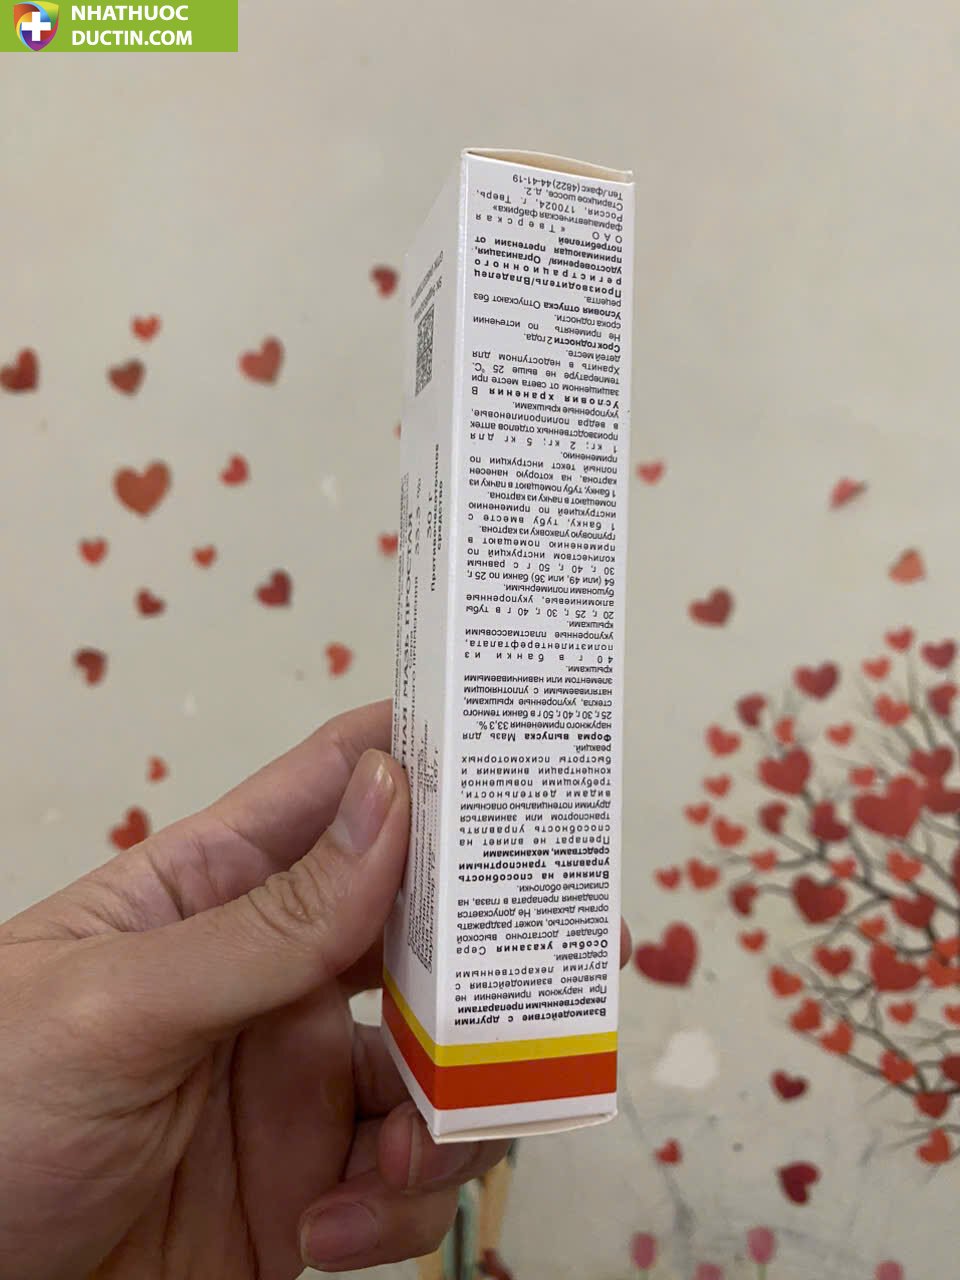 NHATHUOC
DUCTIN.COM
Взаимодействие с другими
лекарственными препаратами
При наружном применении не
выявлено взаимодействия с
другими лекарственными
средствами.
Особые указания Сера
обладает достаточно высокой
токсичностью, может раздражать
органы дыхания. Не допускается
попадания препарата в глаза, на
слизистые оболочки.
Влияние на способность
управлять транспортными
средствами, механизмами
Препарат не влияет на
способность управлять
транспортом или заниматься
другими потенциально опасными
видами деятельности,
требующими повышенной
концентрации внимания и
быстроты психомоторных
реакций.
Форма выпуска Мазь для
наружного применения 33,3%.
25 г, 30 г, 40 г, 50 г в банки темного
стекла, укупоренные крышками,
натягиваемыми с уплотняющим
элементом или навинчиваемыми
крышками.
40 г в банки из
полиэтилентерефталата,
укупоренные пластмассовыми
крышками.
20 г, 25 г, 30 г, 40 г в тубы
алюминиевые, укупоренные
бушонами полимерными.
64 (или 49, или 36) банки по 25 г,
30 г, 40 г, 50 г с равным
количеством инструкций по
применению помещают в
групповую упаковку из картона.
1 банку, тубу вместе с
инструкцией по применению
помещают в пачку из картона.
1 банку, тубу помещают в пачку из
картона, на которую нанесен
полный текст инструкции по
применению.
1 кг; 2 кг; 5 кг для
производственных отделов аптек
в ведра полипропиленовые,
укупоренные крышками.
Условия хранения В
защищенном от света месте при
температуре не выше 25 °С.
Хранить в недоступном для
детей месте.
Срок годности 2 года.
Не применять по истечении
срока годности.
Условия отпуска Отпускают без
рецепта.
Производитель/Владелец
регистрационного
удостоверения/ Организация,
принимающая претензии от
потребителей
ОАО «Тверская
фармацевтическая фабрика»
Россия, 170024, г. Тверь,
Старицкое шоссе, д. 2.
Тел./факс (4822) 44-41-19
МАЗЬ ПРОСТАЯ
33,3 %
30 г
Противочесоточное
средство